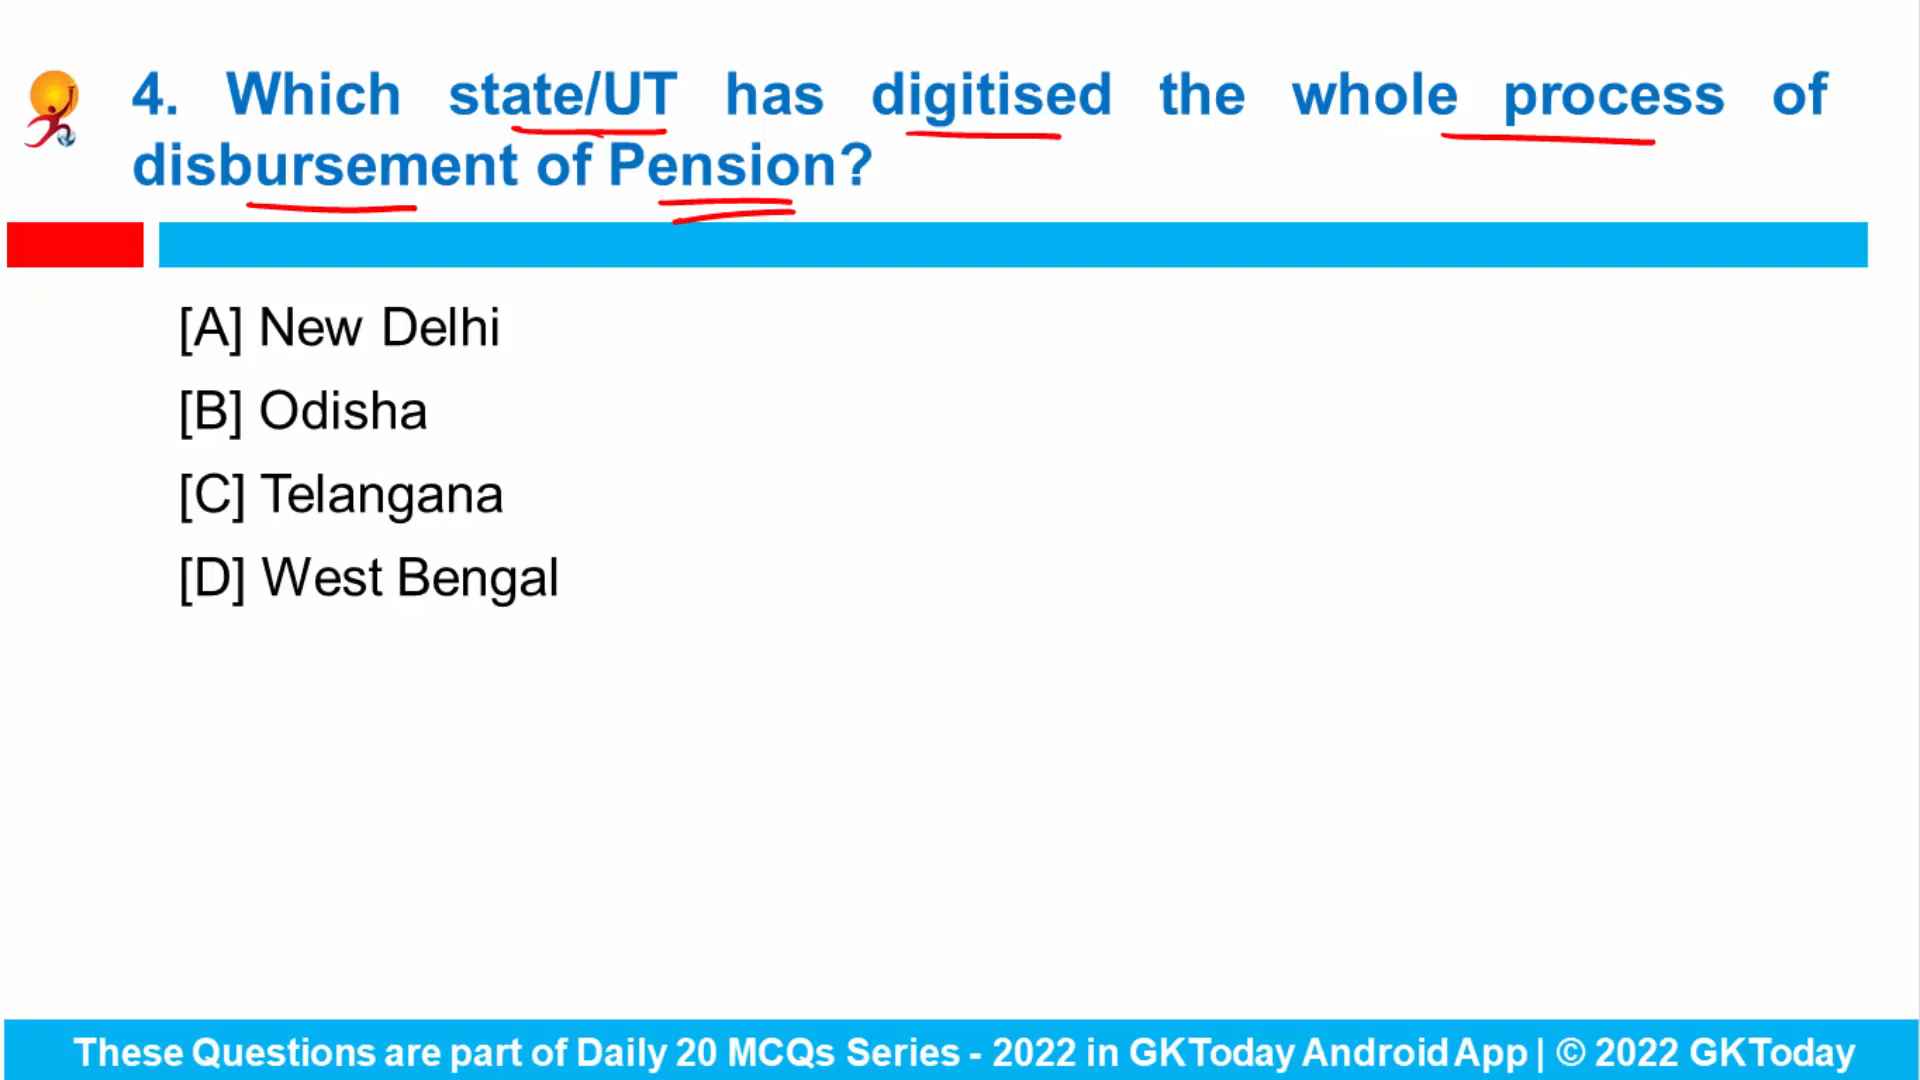 4. Which state/UT has digitised the whole process of
disbursement of Pension?
[A] New Delhi
[B] Odisha
[C] Telangana
[D] West Bengal
These Questions are part of Daily 20 MCQs Series - 2022 in GKToday Android App | © 2022 GKToday